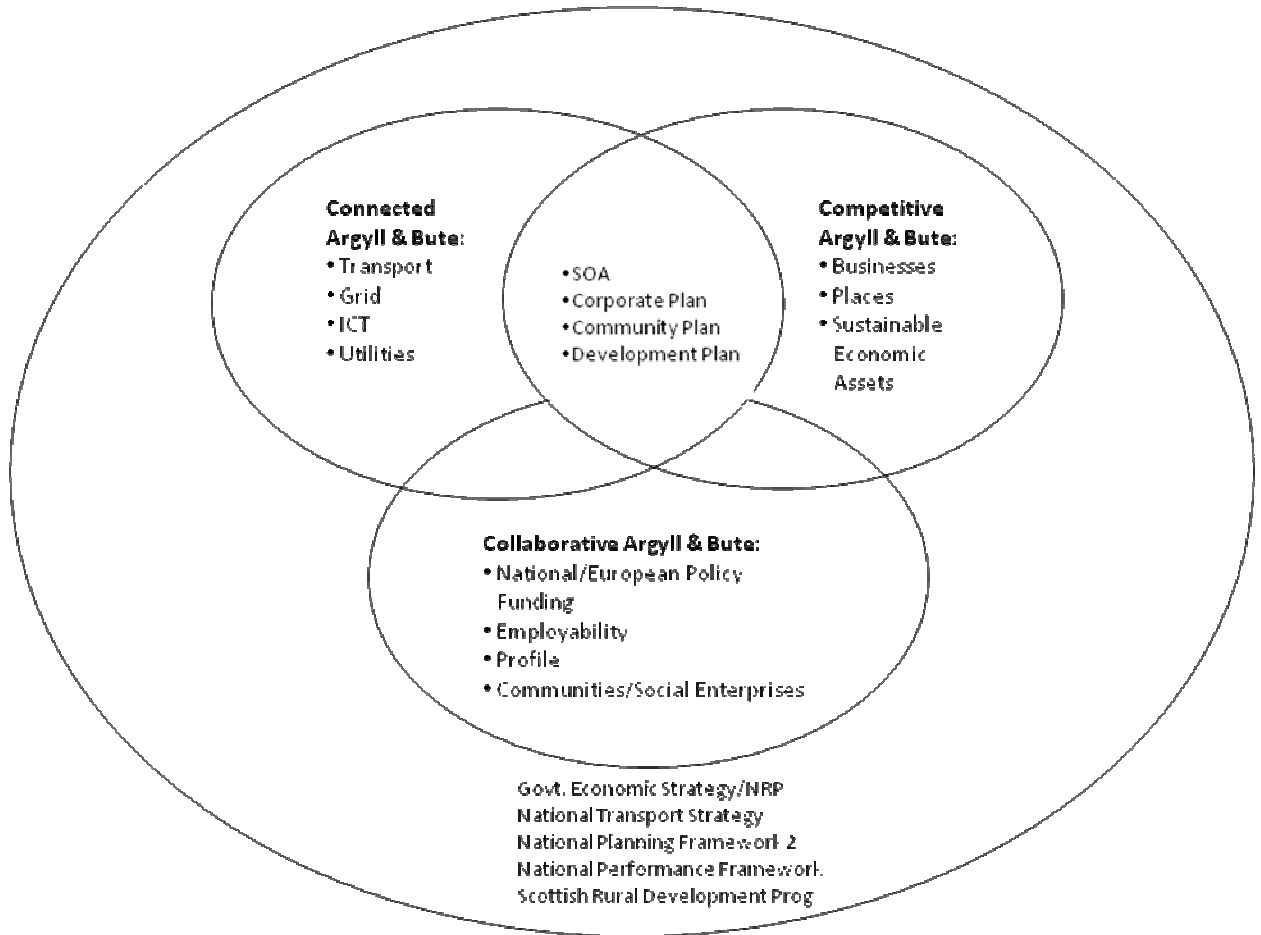 Connected
Argyll & Bute:
• Transport
• Grid
• ICT
• Utilities
• SOA
• Corporate Plan
• Community Plan
• Development Plan
Competitive
Argyll & Bute:
• Businesses
• Places
• Sustainable
Economic
Assets
Collaborative Argyll & Bute:
• National/European Policy
Funding
• Employability
• Profile
• Communities/Social Enterprises
Govt. Economic Strategy/NRP
National Transport Strategy
National Planning Framework 2
National Performance Framework
Scottish Rural Development Prog